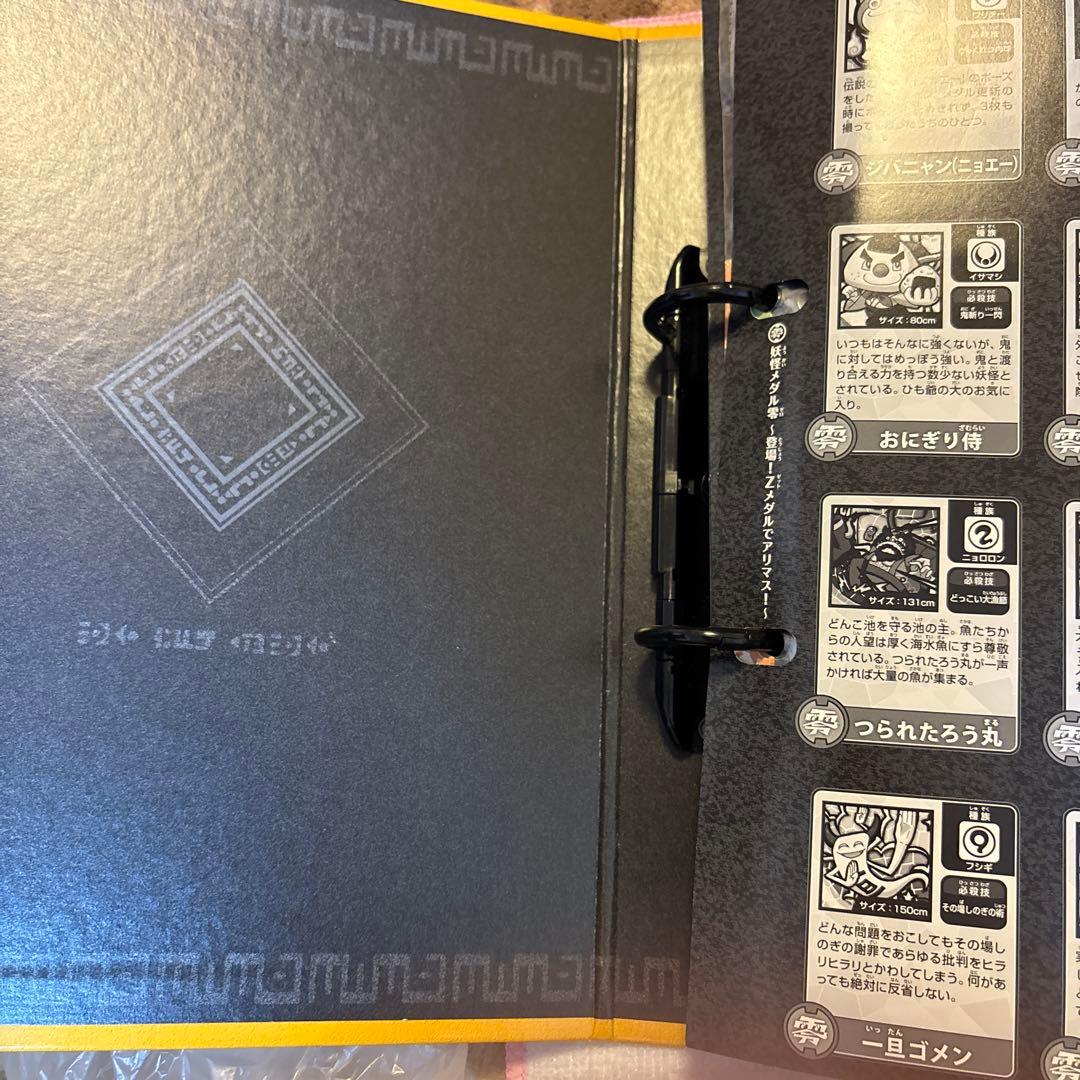 伝説の
のポーズ
をした
メダル更新の
時に
きれず、3枚も
撮って
たちのひとつ。
必殺技
零
ジバニャン(ニョエー)
種族
イサマシ
必殺技
鬼斬り一閃
サイズ:80cm
いつもはそんなに強くないが、鬼
に対してはめっぽう強い。鬼と渡
り合える力を持つ数少ない妖怪と
されている。ひも爺の大のお気に
入り。
零
おにぎり侍
零 妖怪メダル零 ~登場!Zメダルでアリマス!~
種族
ニョロロン
必殺技
どっこい大漁節
サイズ:131cm
どんこ池を守る池の主。魚たちか
らの人望は厚く海水魚にすら尊敬
されている。つられたろう丸が一声
かければ大量の魚が集まる。
零
つられたろう丸
種族
フシギ
必殺技
その場しのぎの術
サイズ:150cm
どんな問題をおこしてもその場し
のぎの謝罪であらゆる批判をヒラ
リヒラリとかわしてしまう。何があ
っても絶対に反省しない。
零
一旦ゴメン